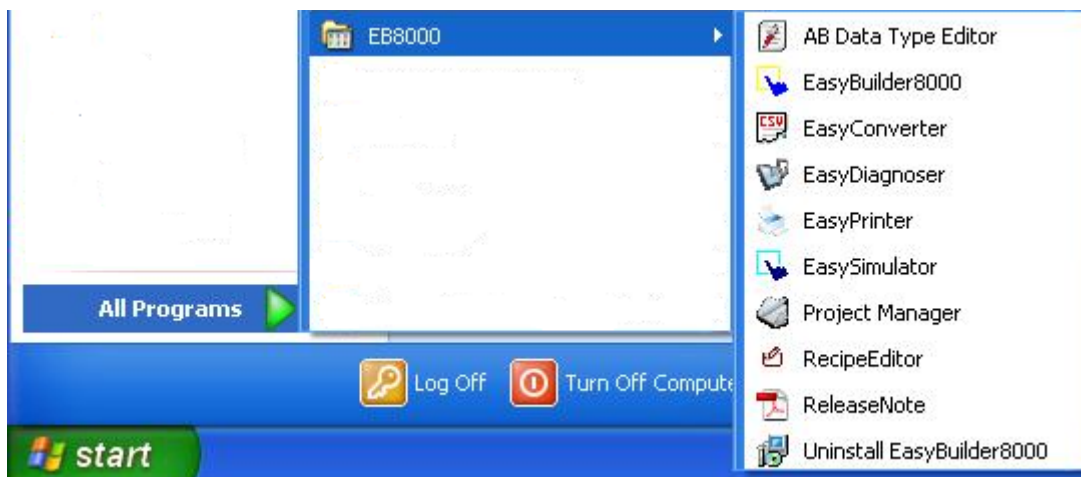 EB8000
AB Data Type Editor
EasyBuilder8000
CSV
EasyConverter
EasyDiagnoser
EasyPrinter
EasySimulator
Project Manager
RecipeEditor
ReleaseNote
Uninstall EasyBuilder8000
All Programs
Log Off
Turn Off Compute
start